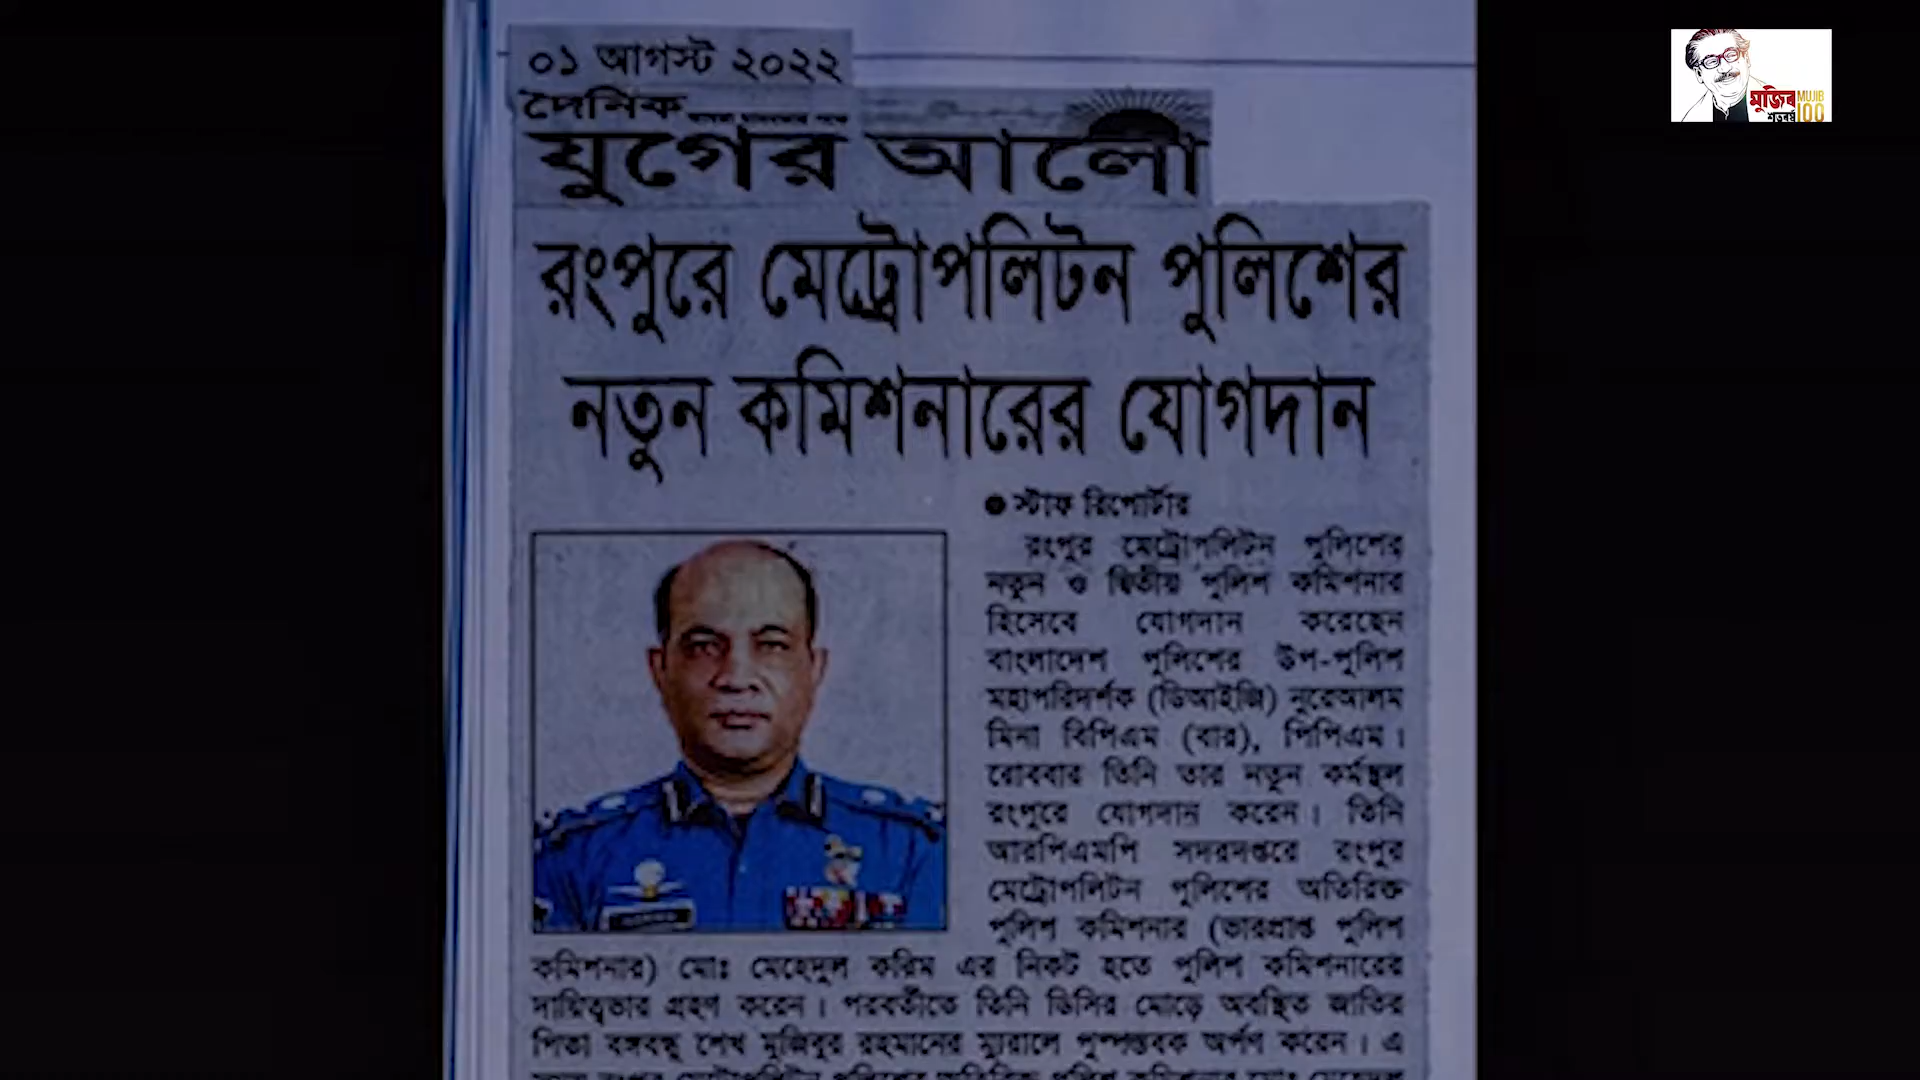 ০১ আগস্ট ২০২২
দৈনিক
যুগের আলো
রংপুরে মেট্রোপলিটন পুলিশের
নতুন কমিশনারের যোগদান
● স্টাফ রিপোর্টার
রংপুর মেট্রোপলিটন পুলিশের
নতুন ও দ্বিতীয় পুলিশ কমিশনার
হিসেবে যোগদান করেছেন
বাংলাদেশ পুলিশের উপ-পুলিশ
মহাপরিদর্শক (ডিআইজি) নুরেআলম
মিনা বিপিএম (বার), পিপিএম।
রোববার তিনি তার নতুন কর্মস্থল
রংপুরে যোগদান করেন। তিনি
আরপিএমপি সদরদপ্তরে রংপুর
মেট্রোপলিটন পুলিশের অতিরিক্ত
পুলিশ কমিশনার (ভারপ্রাপ্ত পুলিশ
কমিশনার) মোঃ মেহেদুল করিম এর নিকট হতে পুলিশ কমিশনারের
দায়িত্বভার গ্রহণ করেন। পরবর্তীতে তিনি ডিসির মোড়ে অবস্থিত জাতির
পিতা বঙ্গবন্ধু শেখ মুজিবুর রহমানের ম্যুরালে পুষ্পস্তবক অর্পণ করেন। এ
মুজিব
শতবর্ষ
MUJIB
100